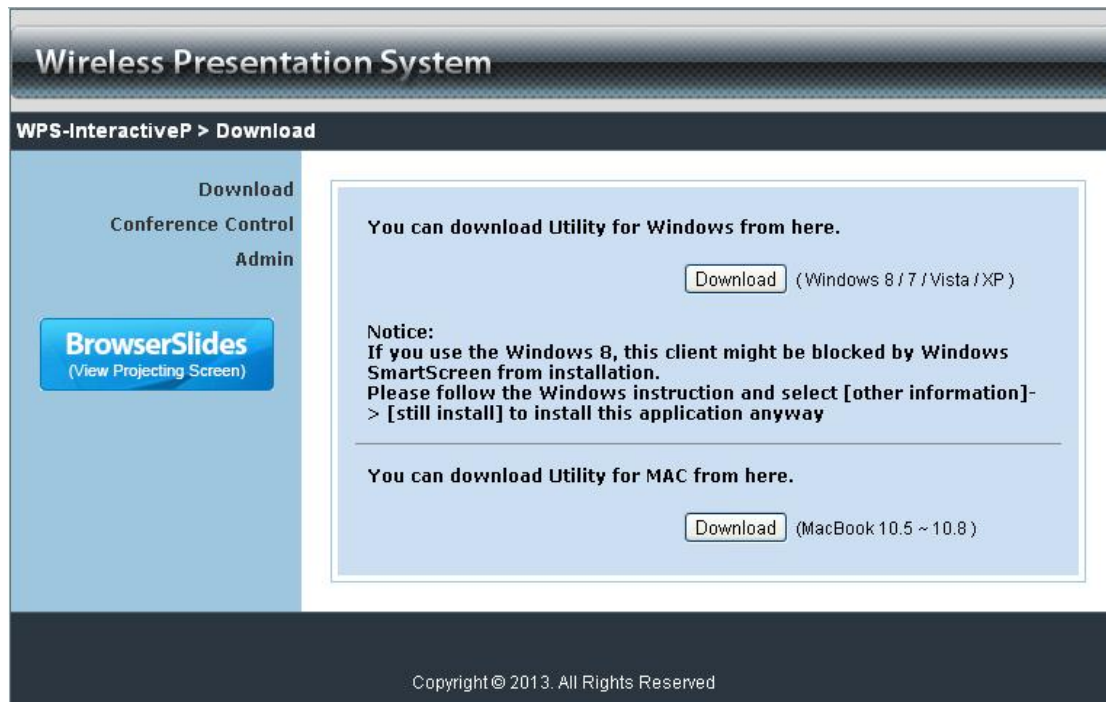 Wireless Presentation System
WPS-InteractiveP > Download
Download
Conference Control
Admin
BrowserSlides
(View Projecting Screen)
You can download Utility for Windows from here.
Download ( Windows 8 / 7 / Vista / XP )
Notice:
If you use the Windows 8, this client might be blocked by Windows
SmartScreen from installation.
Please follow the Windows instruction and select [other information]-
> [still install] to install this application anyway
You can download Utility for MAC from here.
Download (MacBook 10.5 ~ 10.8 )
Copyright © 2013. All Rights Reserved